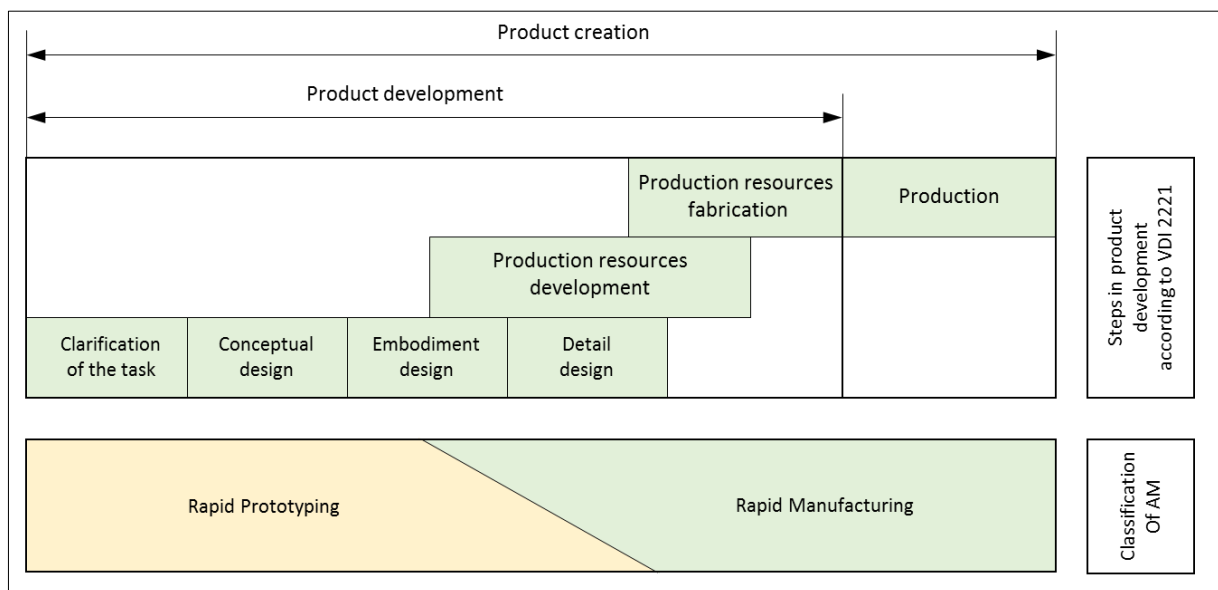 Product creation
Product development
Production resources
fabrication
Production
Production resources
development
Clarification
of the task
Conceptual
design
Embodiment
design
Detail
design
Steps in product
development
according to VDI 2221
Rapid Prototyping
Rapid Manufacturing
Classification
Of AM